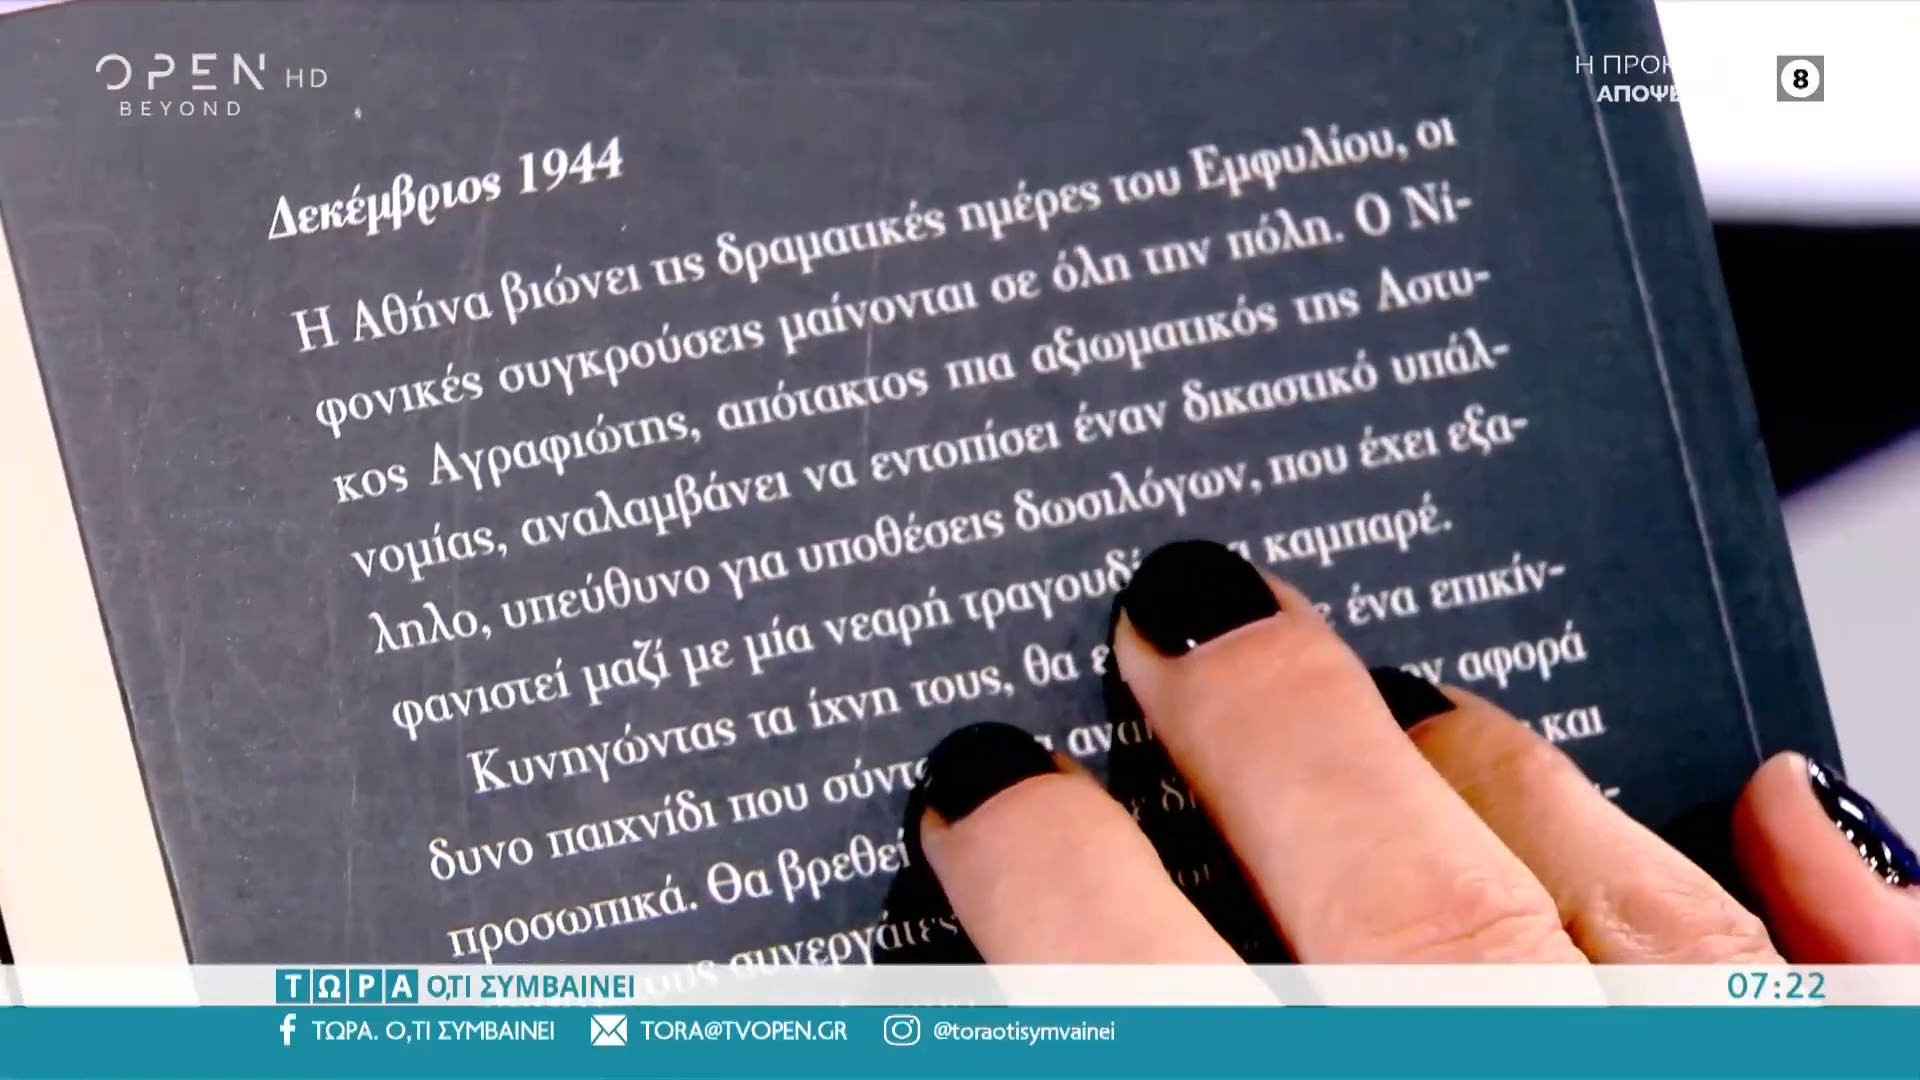 OPEN HD
BEYOND
Η ΠΡΟΚ
ΑΠΟΨΕ
8
Δεκέμβριος 1944
Η Αθήνα βιώνει τις δραματικές ημέρες του Εμφυλίου, οι
φονικές συγκρούσεις μαίνονται σε όλη την πόλη. Ο Νί-
κος Αγραφιώτης, απότακτος πια αξιωματικός της Αστυ-
νομίας, αναλαμβάνει να εντοπίσει έναν δικαστικό υπάλ-
ληλο, υπεύθυνο για υποθέσεις δωσιλόγων, που έχει εξα-
φανιστεί μαζί με μία νεαρή καμπαρέ.
Κυνηγώντας τα ίχνη τους, θα ένα επικίν-
δυνο παιχνίδι που αφορά
προσωπικά. Θα βρεθεί και
συνεργάτες
ΤΩΡΑ Ο,ΤΙ ΣΥΜΒΑΙΝΕΙ
07:22
ΤΩΡΑ. Ο,ΤΙ ΣΥΜΒΑΙΝΕΙ TORA@TVOPEN.GR @toraotisymvainei